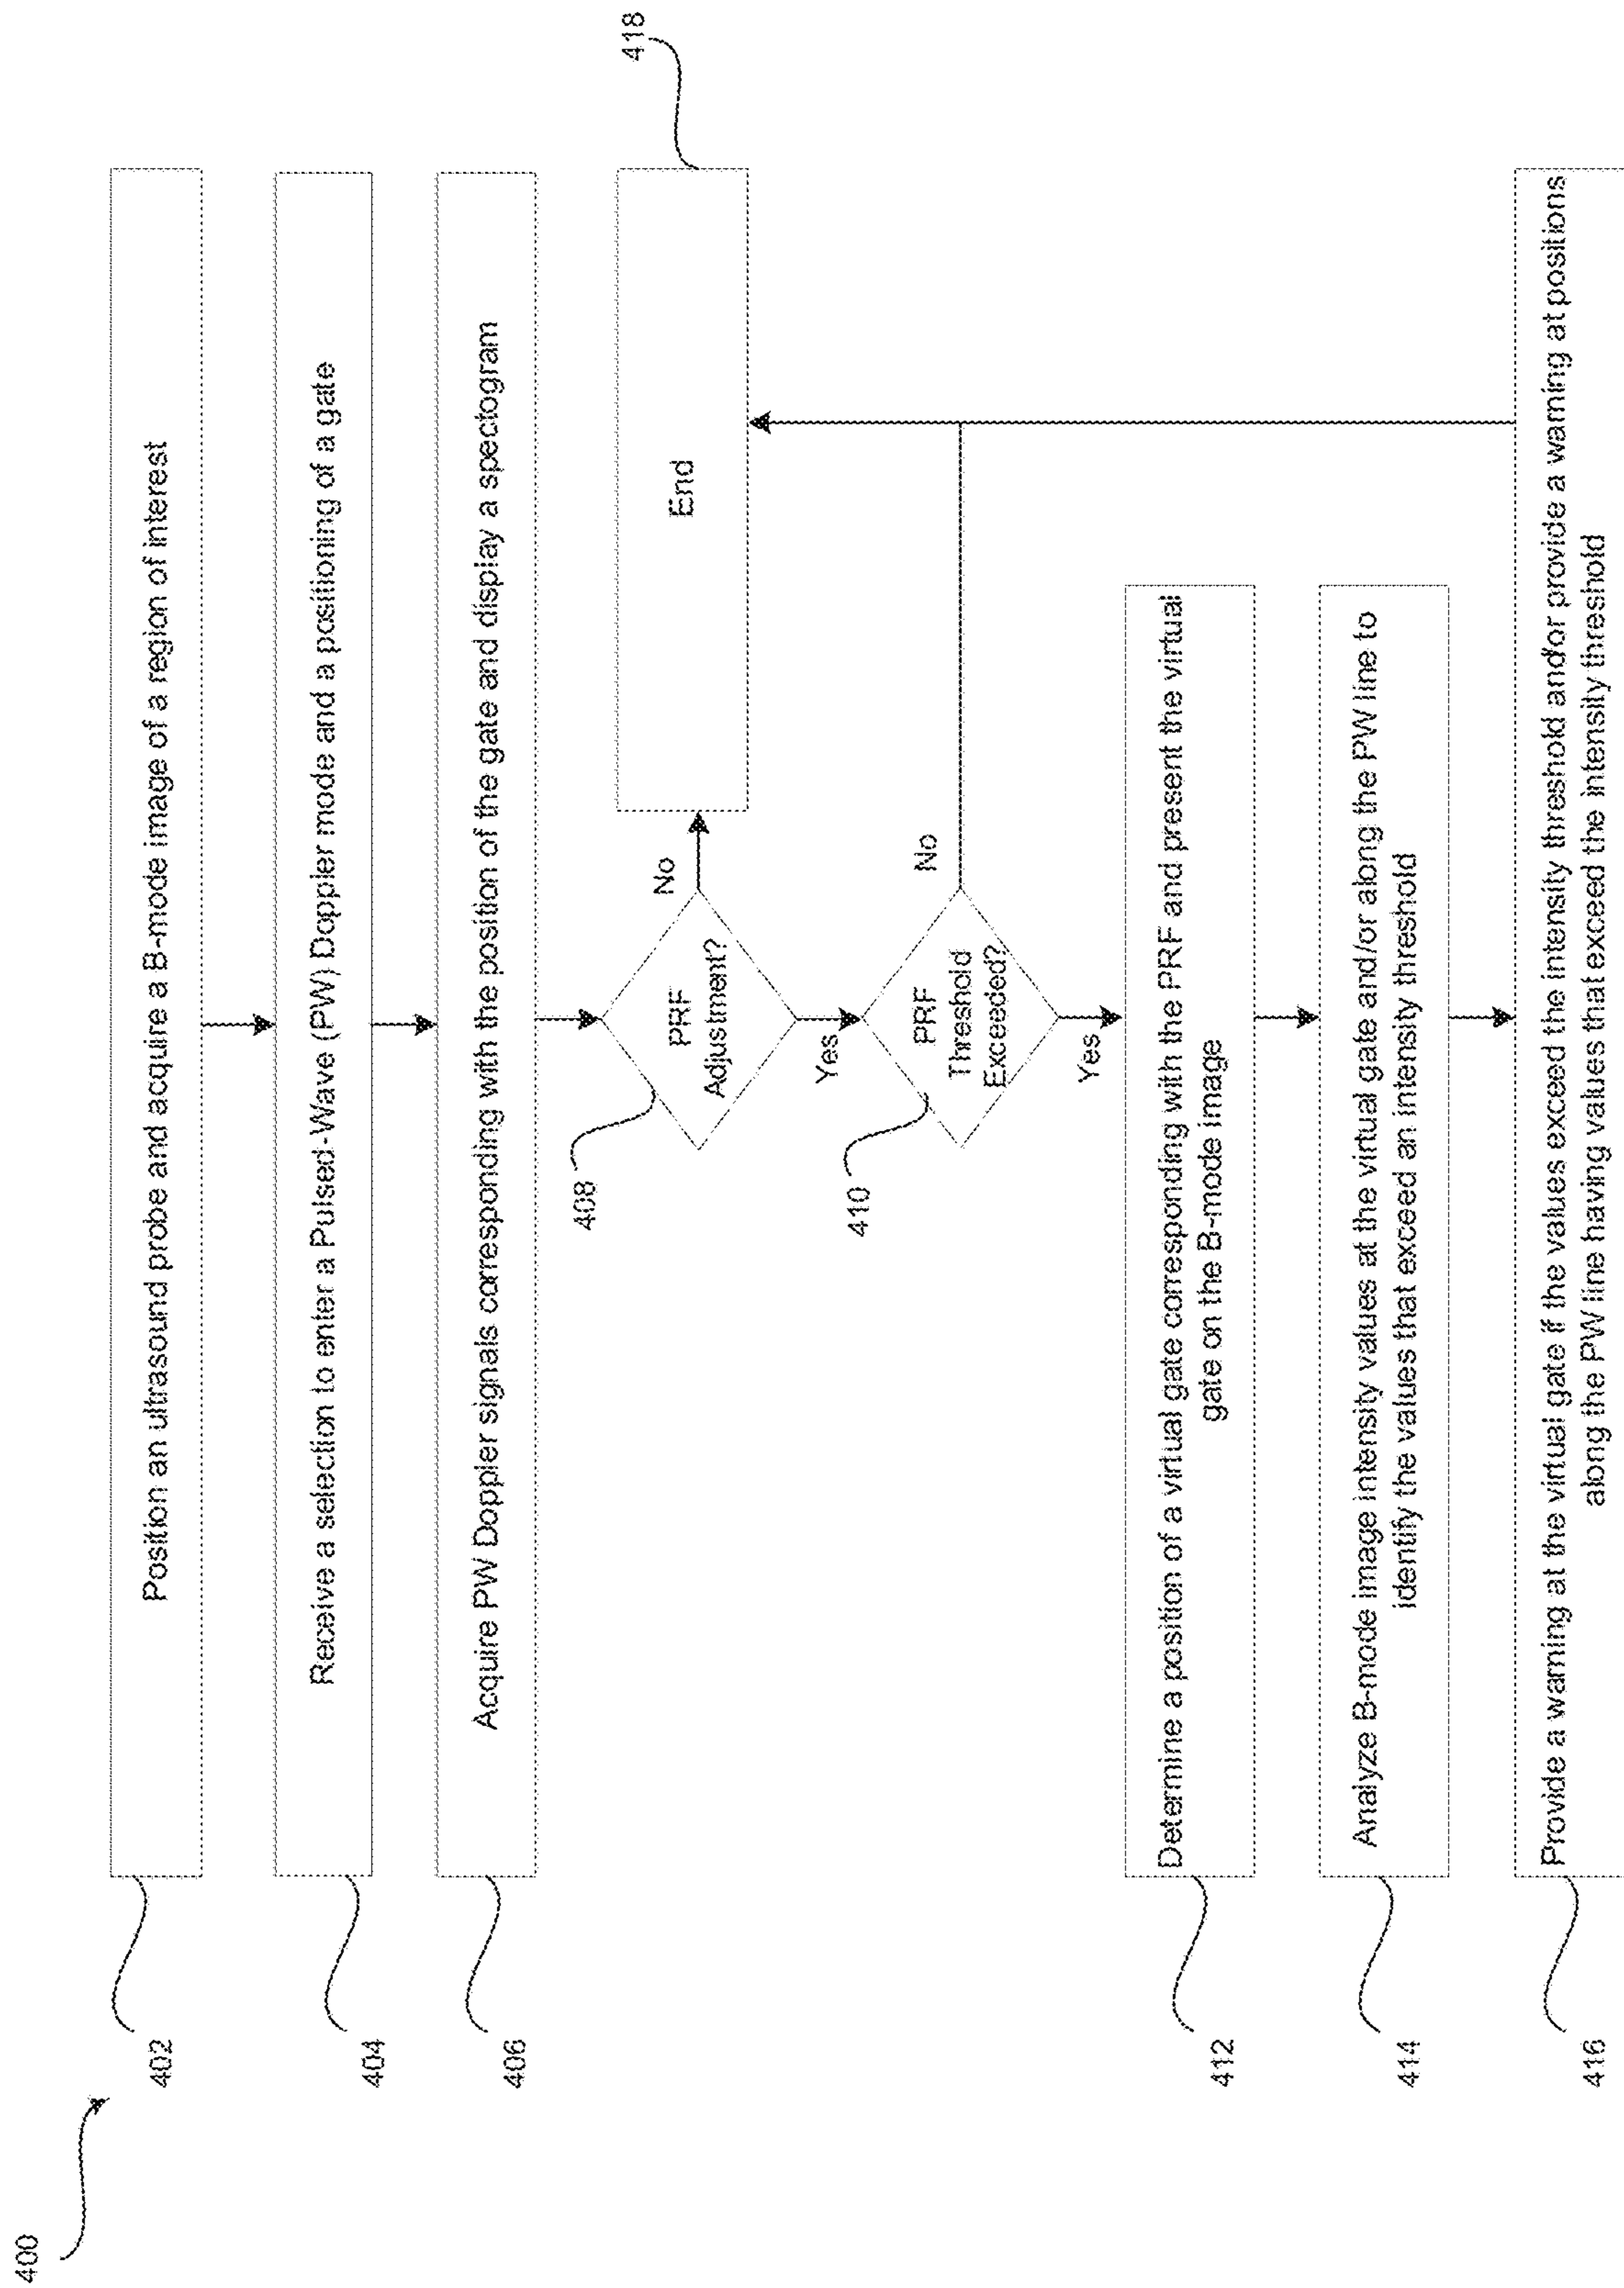 400
402
Position an ultrasound probe and acquire a B-mode image of a region of interest
404
Receive a selection to enter a Pulsed-Wave (PW) Doppler mode and a positioning of a gate
406
Acquire PW Doppler signals corresponding with the position of the gate and display a spectogram
408
PRF
Adjustment?
No
End
418
Yes
410
PRF
Threshold
Exceeded?
No
Yes
412
Determine a position of a virtual gate corresponding with the PRF and present the virtual
gate on the B-mode image
414
Analyze B-mode image intensity values at the virtual gate and/or along the PW line to
identify the values that exceed an intensity threshold
416
Provide a warning at the virtual gate if the values exceed the intensity threshold and/or provide a warning at positions
along the PW line having values that exceed the intensity threshold